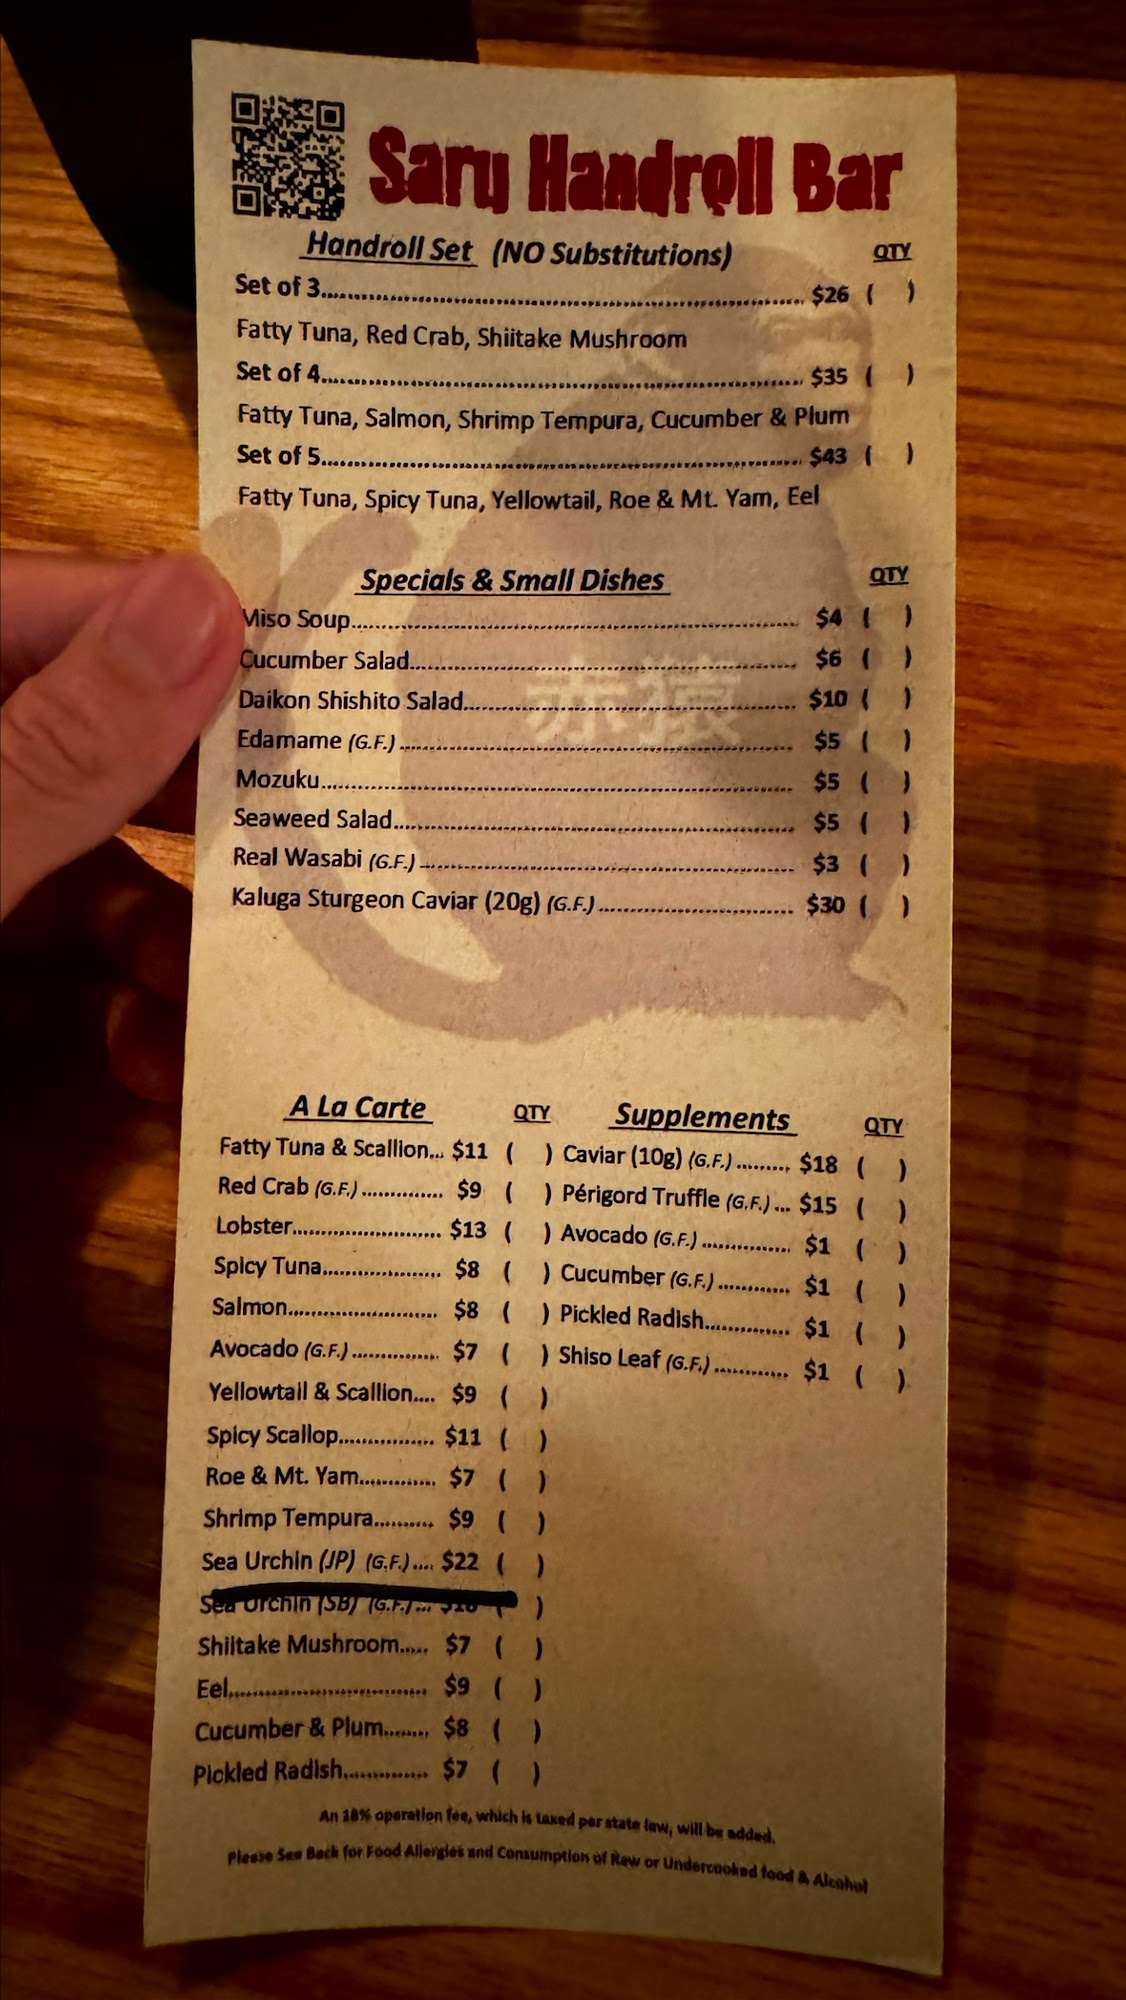 Saru Handroll Bar
Handroll Set (NO Substitutions) QTY
Set of 3 $26 ( )
Fatty Tuna, Red Crab, Shiitake Mushroom
Set of 4 $35 ( )
Fatty Tuna, Salmon, Shrimp Tempura, Cucumber & Plum
Set of 5 $43 ( )
Fatty Tuna, Spicy Tuna, Yellowtail, Roe & Mt. Yam, Eel
Specials & Small Dishes QTY
Miso Soup $4 ( )
Cucumber Salad $6 ( )
Daikon Shishito Salad $10 ( )
Edamame (G.F.) $5 ( )
Mozuku $5 ( )
Seaweed Salad $5 ( )
Real Wasabi (G.F.) $3 ( )
Kaluga Sturgeon Caviar (20g) (G.F.) $30 ( )
A La Carte QTY
Fatty Tuna & Scallion... $11 ( )
Red Crab (G.F.) $9 ( )
Lobster $13 ( )
Spicy Tuna $8 ( )
Salmon $8 ( )
Avocado (G.F.) $7 ( )
Yellowtail & Scallion.... $9 ( )
Spicy Scallop $11 ( )
Roe & Mt. Yam $7 ( )
Shrimp Tempura $9 ( )
Sea Urchin (JP) (G.F.).... $22 ( )
Sea Urchin (SB) (G.F.)... ( )
Shiitake Mushroom..... $7 ( )
Eel $9 ( )
Cucumber & Plum $8 ( )
Pickled Radish $7 ( )
Supplements QTY
Caviar (10g) (G.F.) $18 ( )
Périgord Truffle (G.F.) ... $15 ( )
Avocado (G.F.) $1 ( )
Cucumber (G.F.) $1 ( )
Pickled Radish $1 ( )
Shiso Leaf (G.F.) $1 ( )
An 18% operation fee, which is taxed per state law, will be added.
Please See Back for Food Allergies and Consumption of Raw or Undercooked food & Alcohol